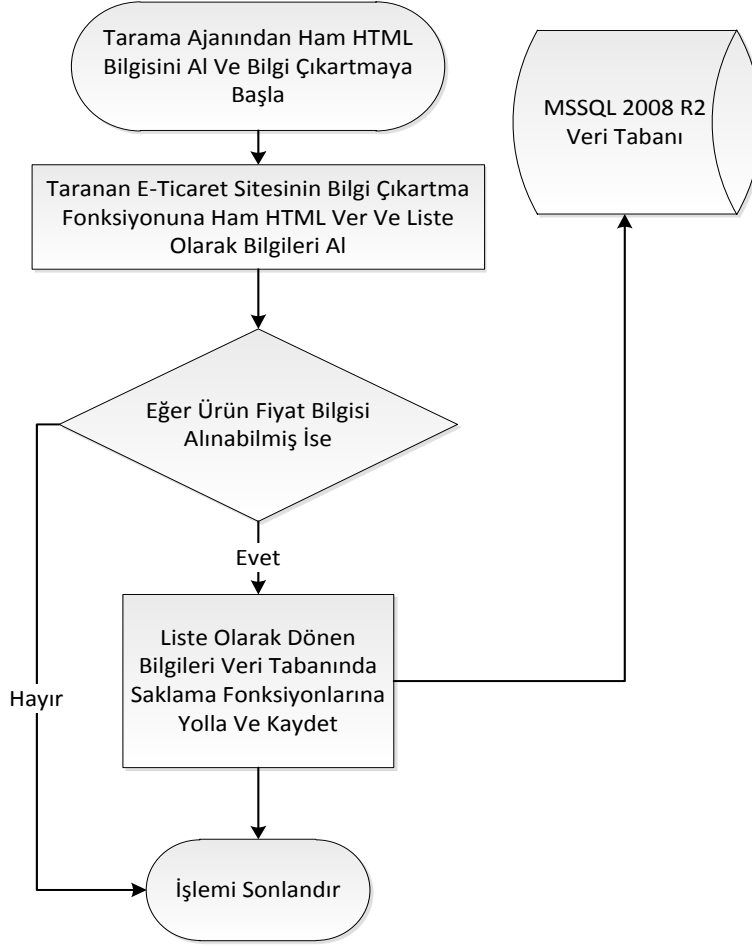 Tarama Ajanından Ham HTML
Bilgisini Al Ve Bilgi Çıkartmaya
Başla
MSSQL 2008 R2
Veri Tabanı
Taranan E-Ticaret Sitesinin Bilgi Çıkartma
Fonksiyonuna Ham HTML Ver Ve Liste
Olarak Bilgileri Al
Eğer Ürün Fiyat Bilgisi
Alınabilmiş İse
Evet
Liste Olarak Dönen
Bilgileri Veri Tabanında
Saklama Fonksiyonlarına
Yolla Ve Kaydet
Hayır
İşlemi Sonlandır